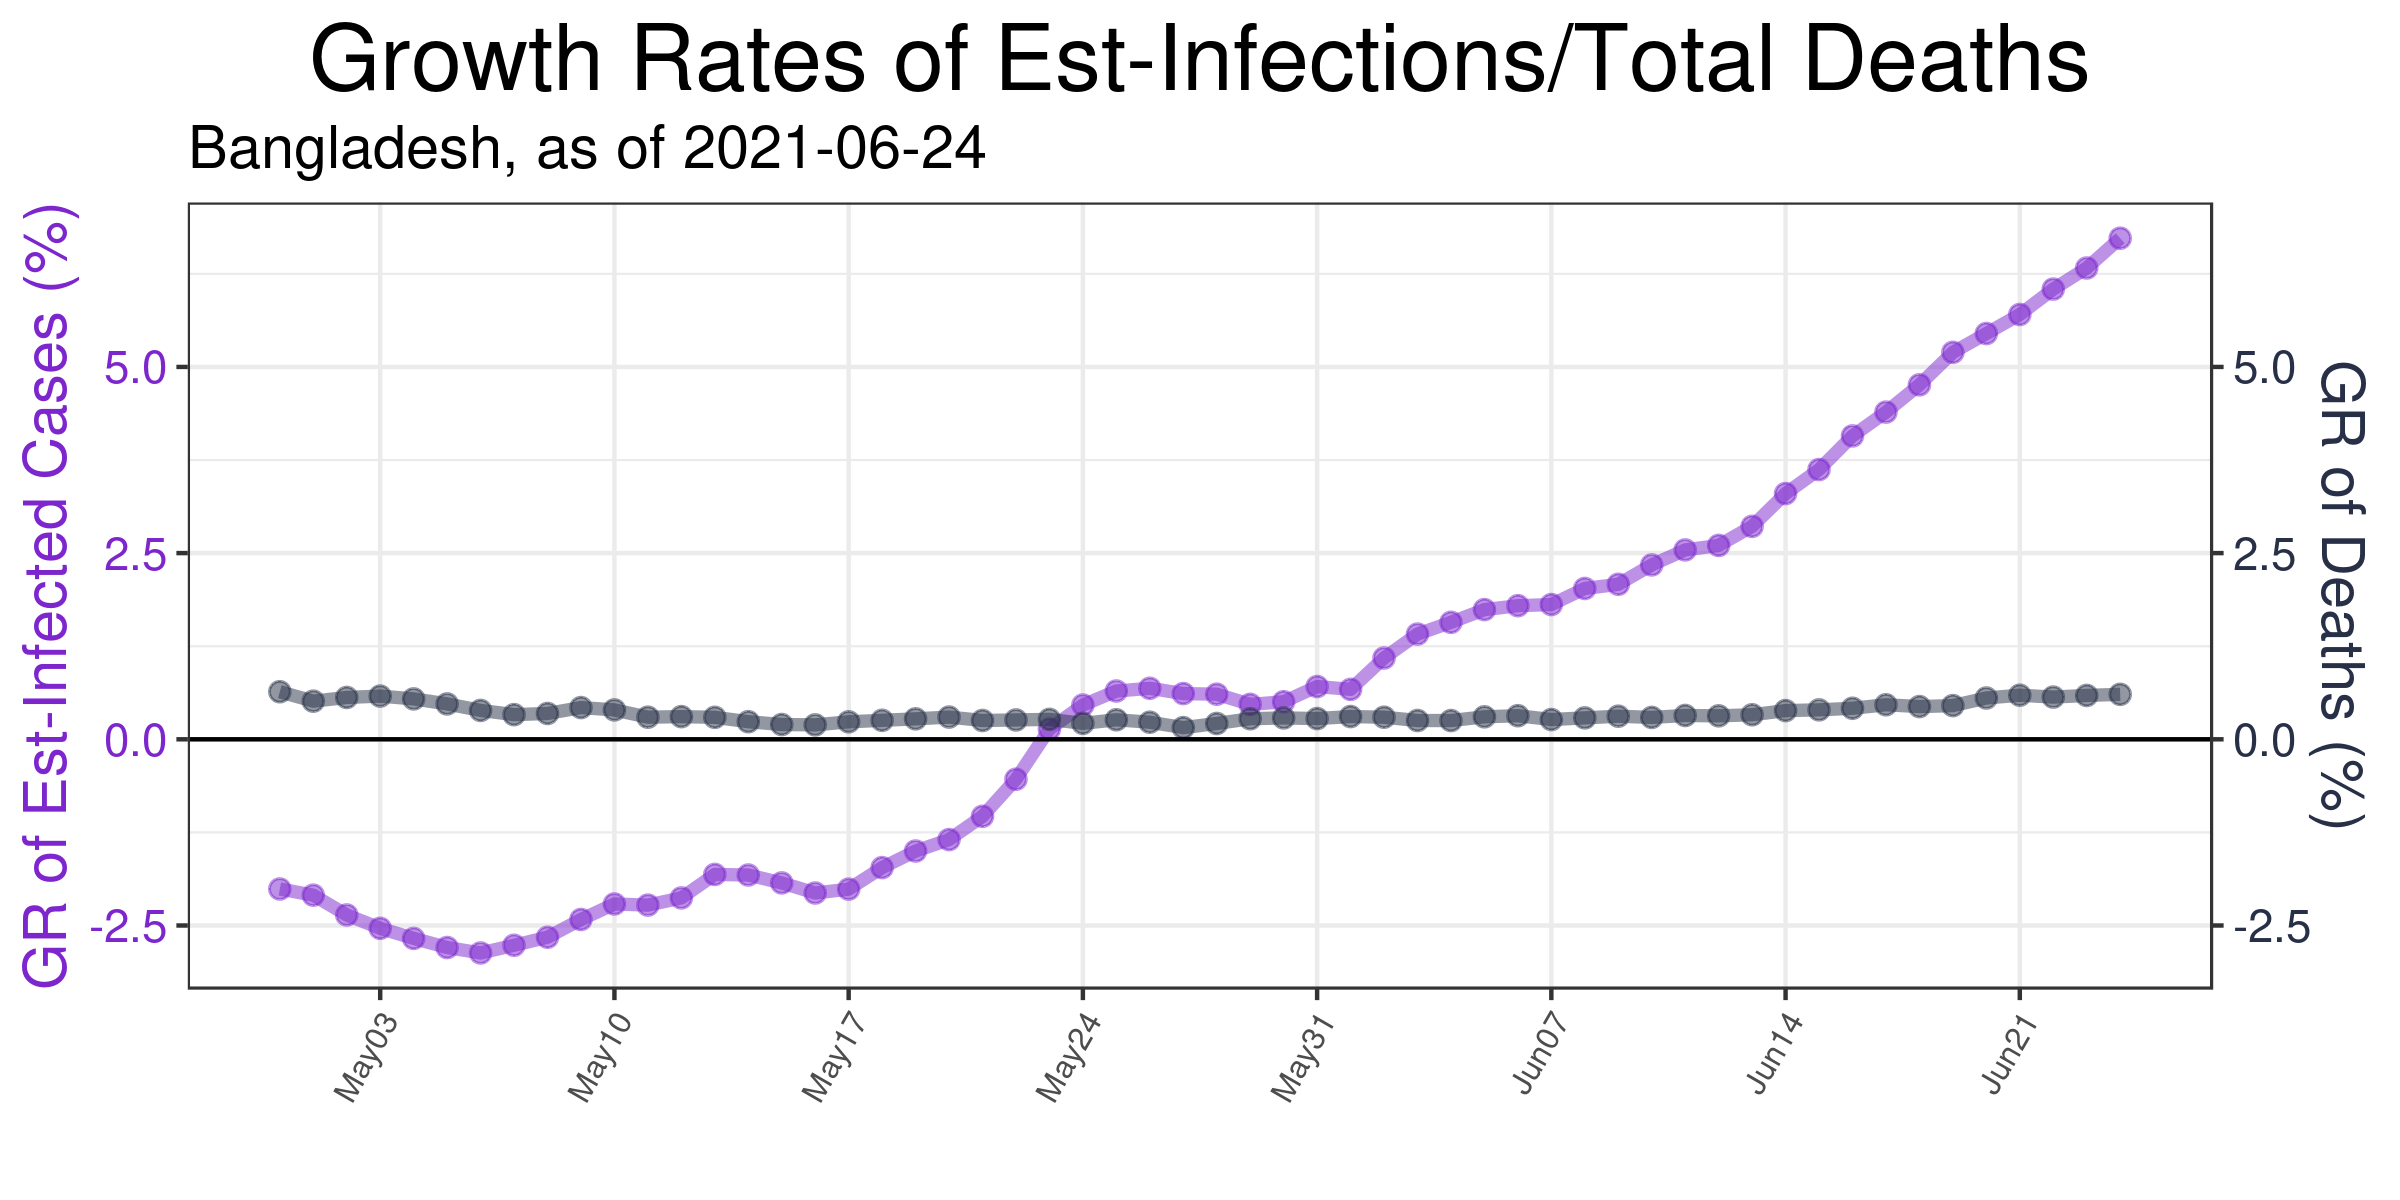 Growth Rates of Est-Infections/Total Deaths
Bangladesh, as of 2021-06-24
GR of Est-Infected Cases (%)
5.0
2.5
0.0
-2.5
5.0
2.5
0.0
-2.5
GR of Deaths (%)
May03
May10
May17
May24
May31
Jun07
Jun14
Jun21